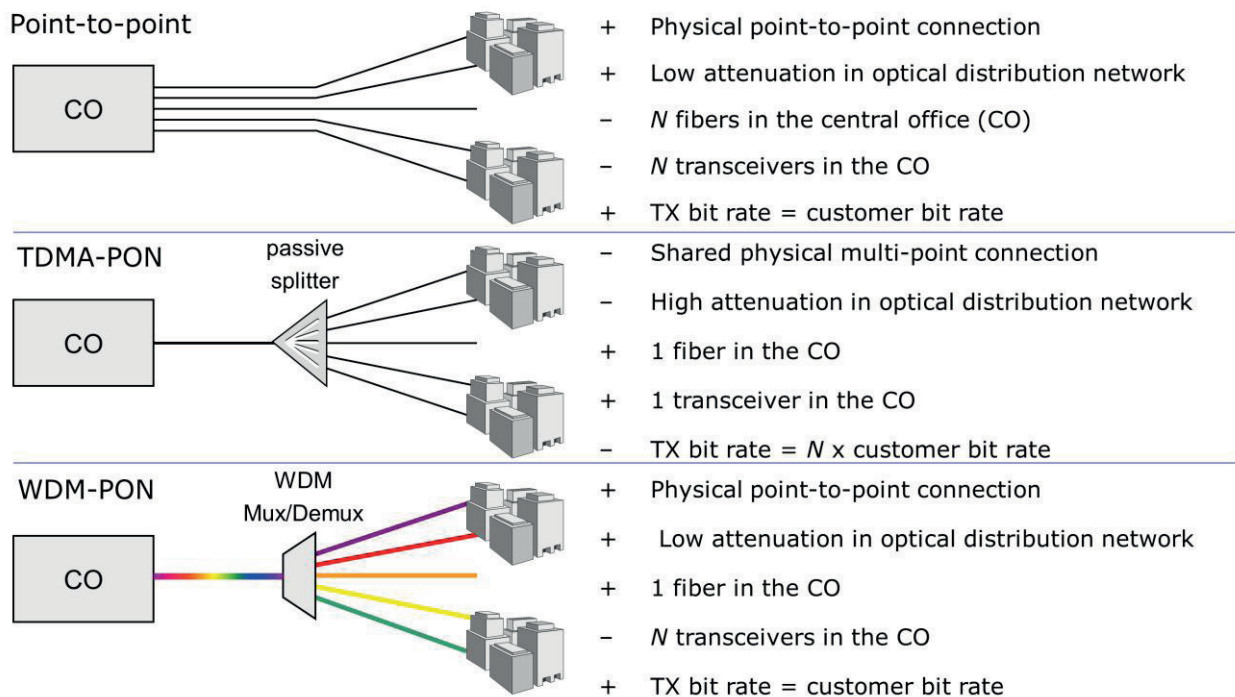 Point-to-point
CO
+ Physical point-to-point connection
+ Low attenuation in optical distribution network
– N fibers in the central office (CO)
– N transceivers in the CO
+ TX bit rate = customer bit rate
TDMA-PON
passive
splitter
CO
– Shared physical multi-point connection
– High attenuation in optical distribution network
+ 1 fiber in the CO
+ 1 transceiver in the CO
– TX bit rate = N x customer bit rate
WDM-PON
WDM
Mux/Demux
CO
+ Physical point-to-point connection
+ Low attenuation in optical distribution network
+ 1 fiber in the CO
– N transceivers in the CO
+ TX bit rate = customer bit rate